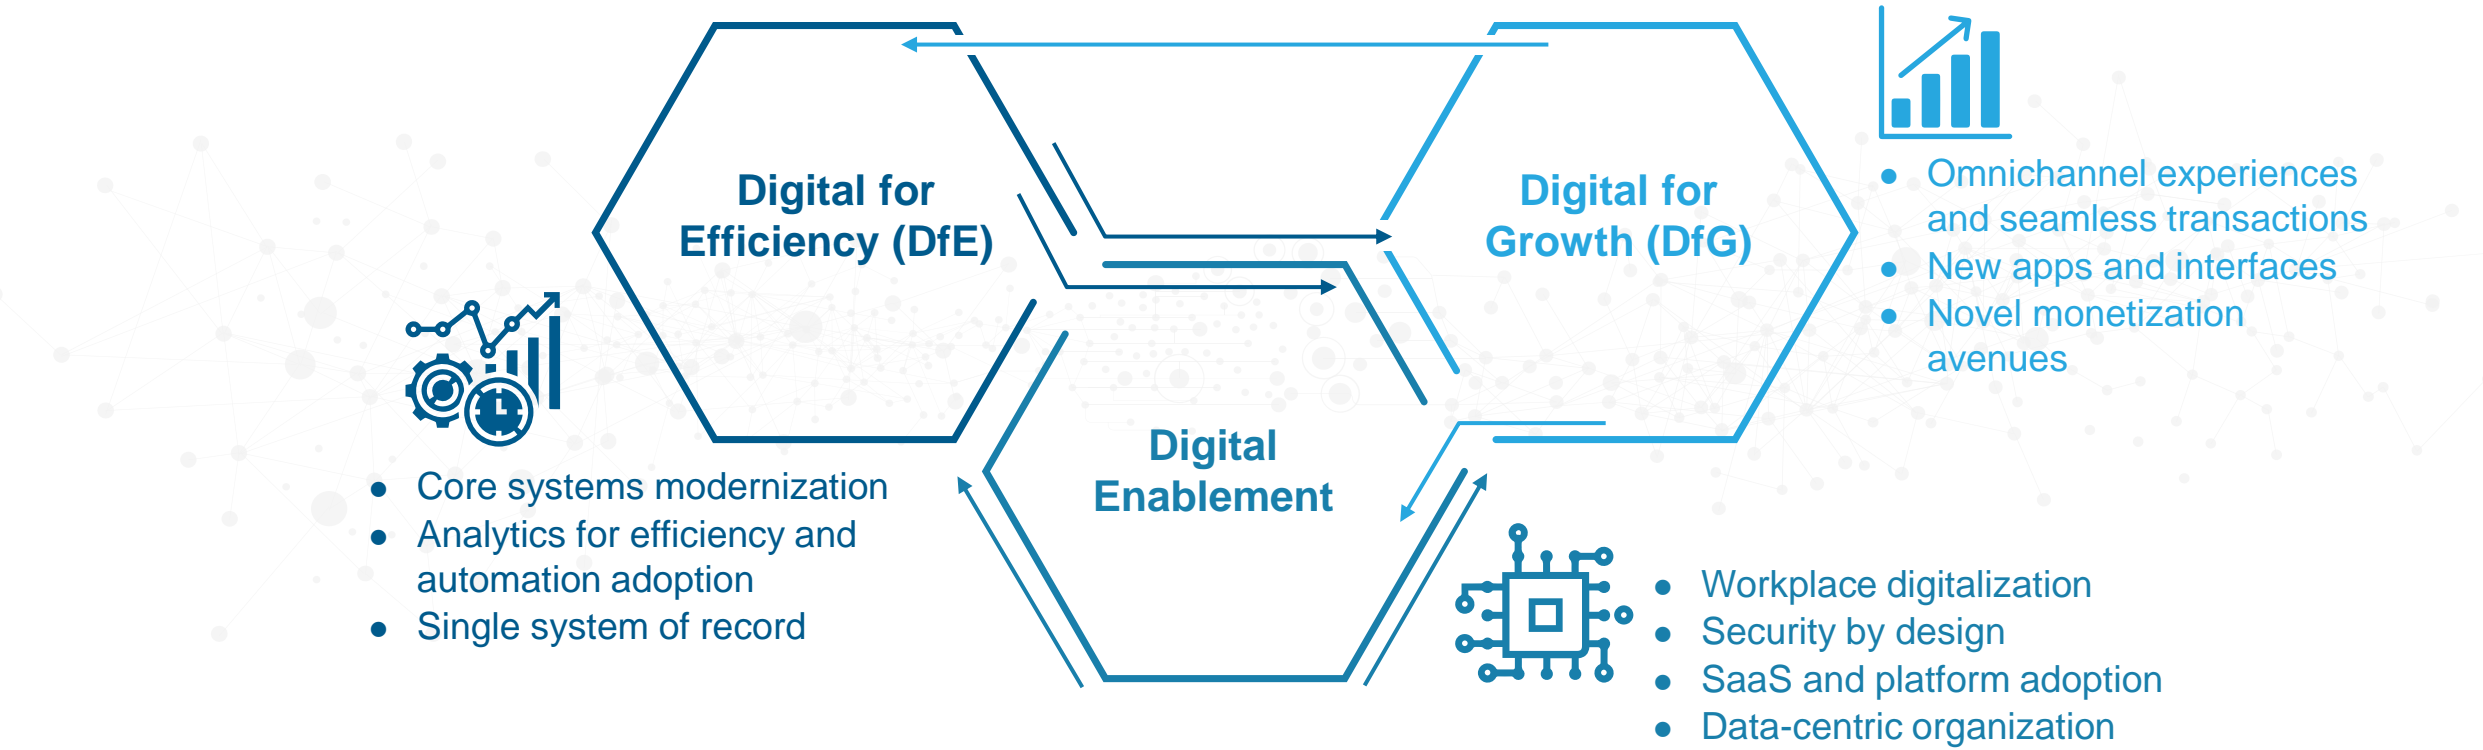 Digital for
Efficiency (DfE)
Digital for
Growth (DfG)
● Omnichannel experiences
and seamless transactions
● New apps and interfaces
● Novel monetization
avenues
Digital
Enablement
● Core systems modernization
● Analytics for efficiency and
automation adoption
● Single system of record
● Workplace digitalization
● Security by design
● SaaS and platform adoption
● Data-centric organization